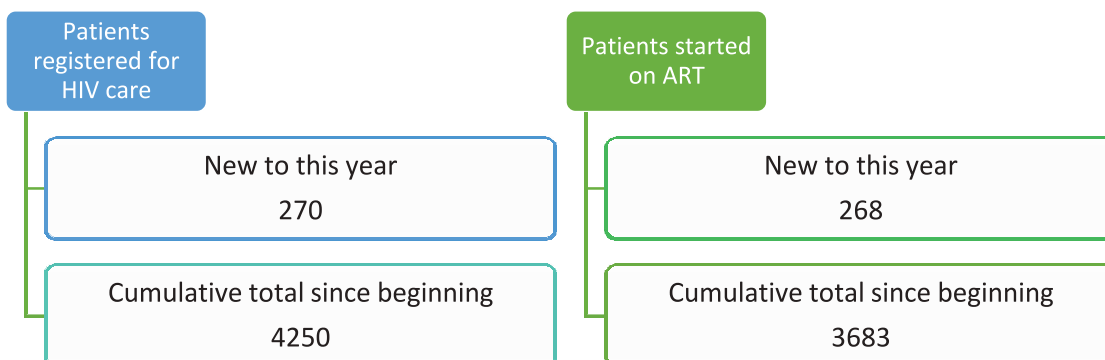 Patients
registered for
HIV care
New to this year
270
Cumulative total since beginning
4250
Patients started
on ART
New to this year
268
Cumulative total since beginning
3683